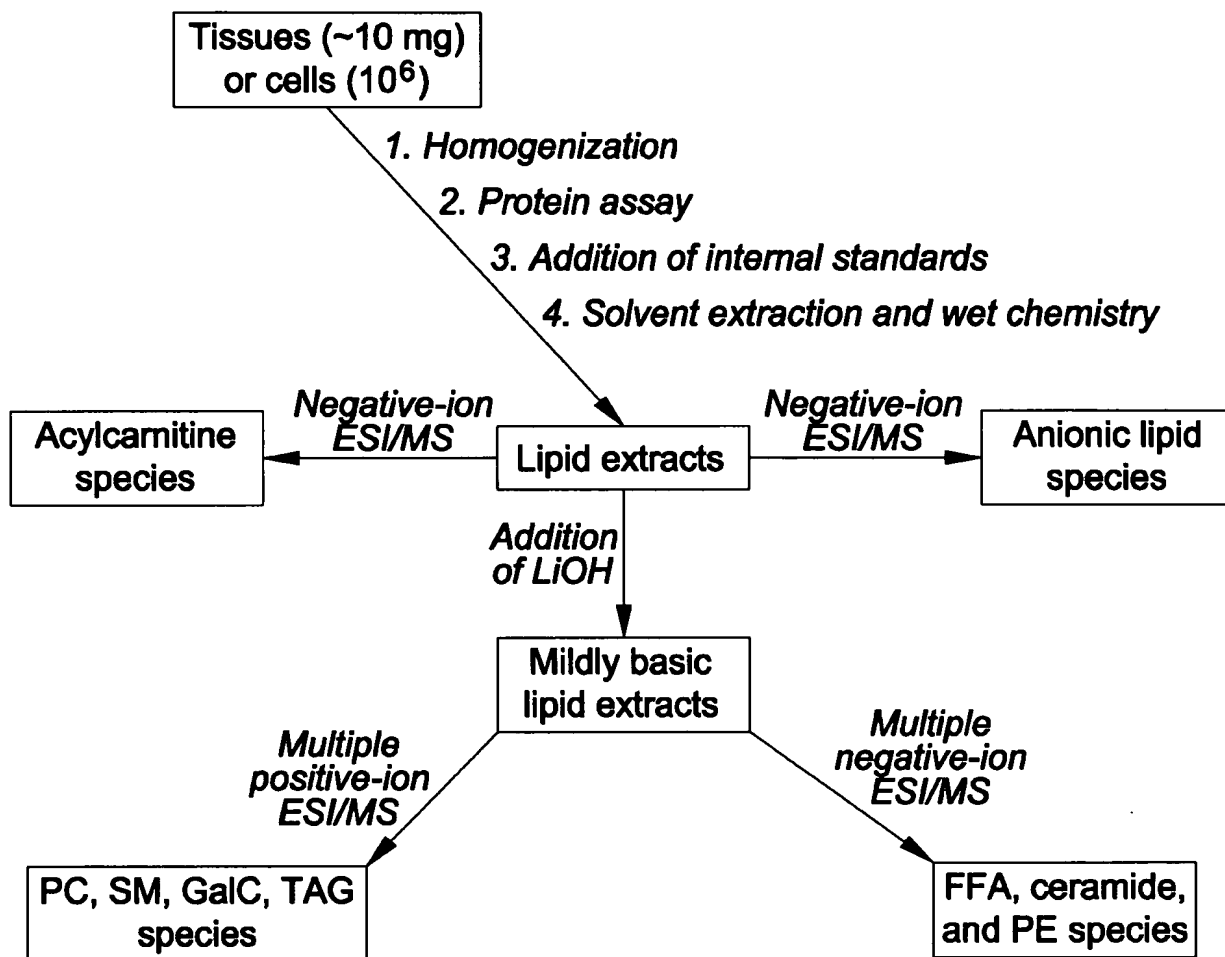 Tissues (~10 mg)
or cells (10⁶)
1. Homogenization
2. Protein assay
3. Addition of internal standards
4. Solvent extraction and wet chemistry
Negative-ion
ESI/MS
Negative-ion
ESI/MS
Acylcarnitine
species
Lipid extracts
Anionic lipid
species
Addition
of LiOH
Mildly basic
lipid extracts
Multiple
positive-ion
ESI/MS
Multiple
negative-ion
ESI/MS
PC, SM, GalC, TAG
species
FFA, ceramide,
and PE species